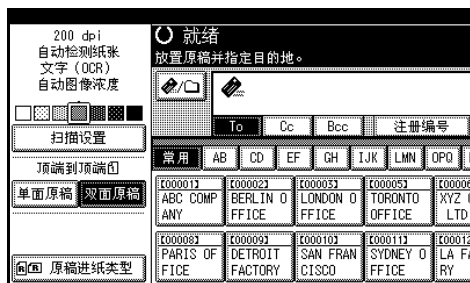 200 dpi
自动检测纸张
文字 (OCR)
自动图像浓度
扫描设置
顶端到顶端
单面原稿 双面原稿
原稿进纸类型
就绪
放置原稿并指定目的地。
To Cc Bcc 注册编号
常用 AB CD EF GH IJK LMN OPQ
[00001] [00002] [00003] [00005]
ABC COMP BERLIN O LONDON O TORONTO XYZ
ANY FFICE FFICE OFFICE LTD
[00008] [00009] [00010] [00011]
PARIS OF DETROIT SAN FRAN SYDNEY O
FICE FACTORY CISCO FFICE RY